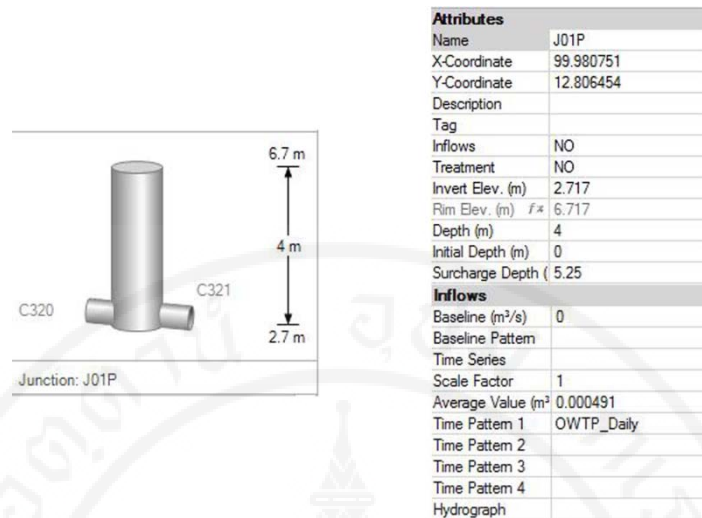 6.7 m
4 m
C321
C320
2.7 m
Junction: J01P
Attributes
Name J01P
X-Coordinate 99.980751
Y-Coordinate 12.806454
Description
Tag
Inflows NO
Treatment NO
Invert Elev. (m) 2.717
Rim Elev. (m) fx 6.717
Depth (m) 4
Initial Depth (m) 0
Surcharge Depth ( 5.25
Inflows
Baseline (m³/s) 0
Baseline Pattern
Time Series
Scale Factor 1
Average Value (m³ 0.000491
Time Pattern 1 OWTP_Daily
Time Pattern 2
Time Pattern 3
Time Pattern 4
Hydrograph